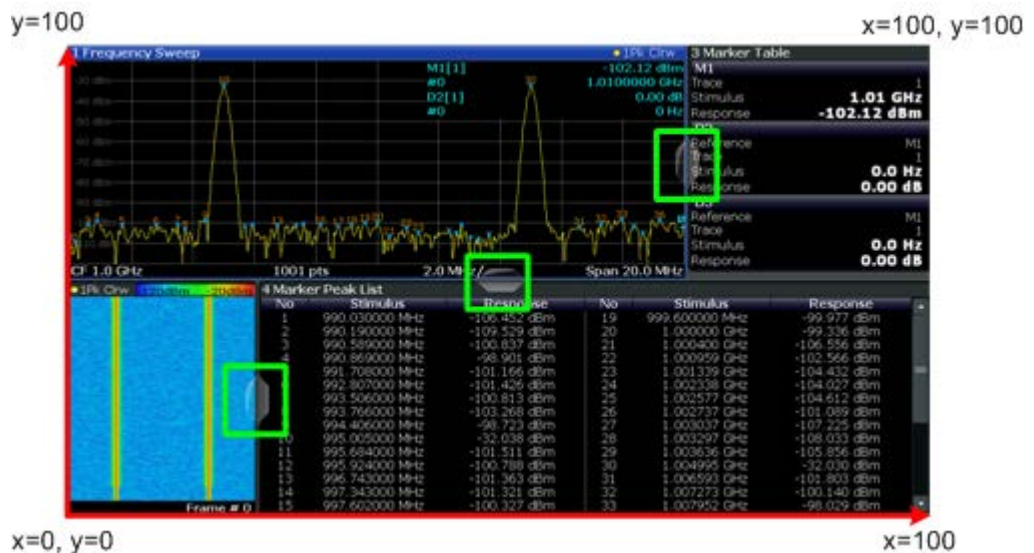 y=100
x=100, y=100
1 Frequency Sweep
1Pk Clrw
3 Marker Table
M1[1]
-102.12 dBm
1.0100000 GHz
D2[1]
0.00 dB
0 Hz
M1
Trace 1
Stimulus 1.01 GHz
Response -102.12 dBm
Reference M1
Trace 1
Stimulus 0.0 Hz
Response 0.00 dB
D3
Reference M1
Trace 1
Stimulus 0.0 Hz
Response 0.00 dB
CF 1.0 GHz 1001 pts 2.0 MHz/ Span 20.0 MHz
1Pk Clrw -120dBm -20dBm
4 Marker Peak List
No Stimulus Response No Stimulus Response
1 990.030000 MHz -106.452 dBm 19 999.600000 MHz -99.977 dBm
2 990.190000 MHz -109.529 dBm 20 1.000000 GHz -99.336 dBm
3 990.589000 MHz -100.837 dBm 21 1.000400 GHz -106.556 dBm
4 990.869000 MHz -98.901 dBm 22 1.000959 GHz -102.566 dBm
991.708000 MHz -101.166 dBm 23 1.001339 GHz -104.432 dBm
992.807000 MHz -101.426 dBm 24 1.002338 GHz -104.027 dBm
993.506000 MHz -100.813 dBm 25 1.002577 GHz -104.612 dBm
993.766000 MHz -103.268 dBm 26 1.002737 GHz -101.089 dBm
994.406000 MHz -98.723 dBm 27 1.003037 GHz -107.225 dBm
10 995.005000 MHz -32.038 dBm 28 1.003297 GHz -108.033 dBm
11 995.684000 MHz -101.511 dBm 29 1.003636 GHz -105.856 dBm
12 995.924000 MHz -100.788 dBm 30 1.004995 GHz -32.030 dBm
13 996.743000 MHz -101.363 dBm 31 1.006593 GHz -101.803 dBm
14 997.343000 MHz -101.321 dBm 32 1.007273 GHz -100.140 dBm
15 997.602000 MHz -100.327 dBm 33 1.007952 GHz -98.029 dBm
Frame # 0
x=0, y=0
x=100